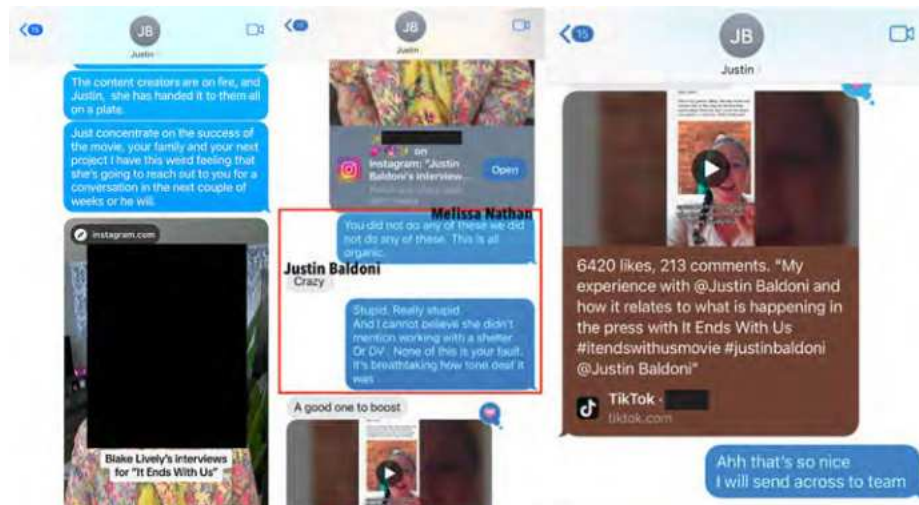 15
JB
Justin
The content creators are on fire, and
Justin, she has handed it to them all
on a plate.
Just concentrate on the success of
the movie, your family and your next
project I have this weird feeling that
she's going to reach out to you for a
conversation in the next couple of
weeks or he will.
instagram.com
Blake Lively's interviews
for "It Ends With Us"
15
JB
Justin
on
Instagram: "Justin
Baldoni's interview...
Open
Melissa Nathan
You did not do any of these we did
not do any of these. This is all
organic.
Justin Baldoni
Crazy
Stupid. Really stupid.
And I cannot believe she didn't
mention working with a shelter
Or DV. None of this is your fault.
It's breathtaking how tone deaf it
was
A good one to boost
15
JB
Justin
6420 likes, 213 comments. "My
experience with @Justin Baldoni and
how it relates to what is happening in
the press with It Ends With Us
#itendswithusmovie #justinbaldoni
@Justin Baldoni"
TikTok ·
tiktok.com
Ahh that's so nice
I will send across to team